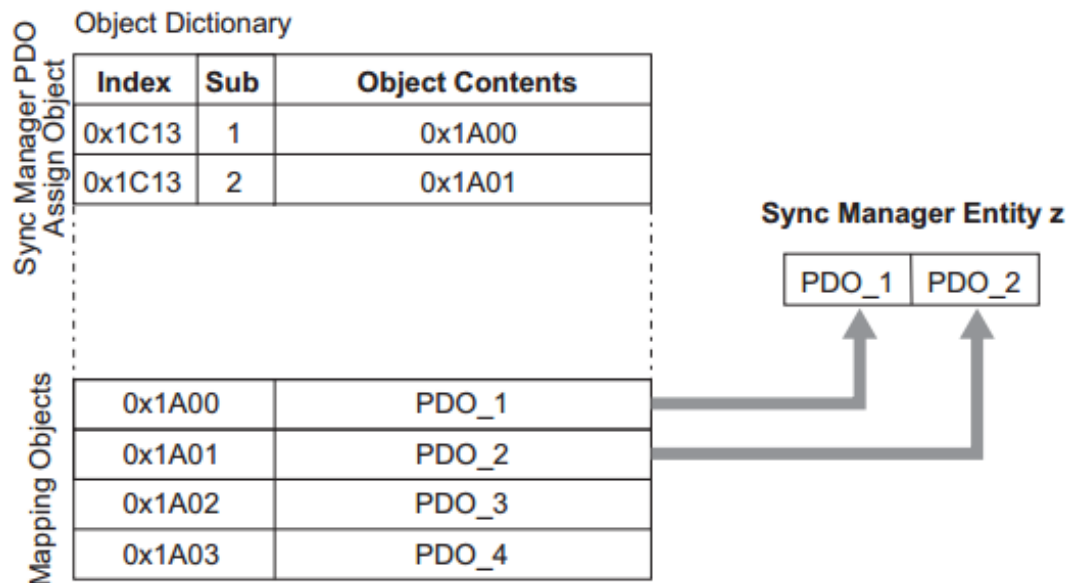 Object Dictionary
Sync Manager PDO
Assign Object
Index Sub Object Contents
0x1C13 1 0x1A00
0x1C13 2 0x1A01
Sync Manager Entity z
PDO_1 PDO_2
Mapping Objects
0x1A00 PDO_1
0x1A01 PDO_2
0x1A02 PDO_3
0x1A03 PDO_4